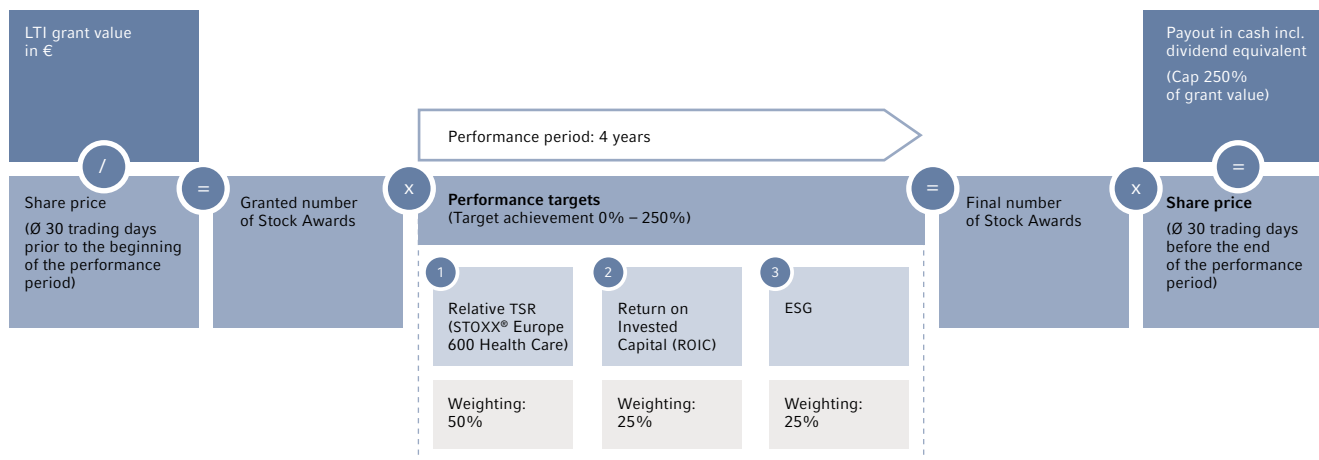 LTI grant value
in €
/
Share price
(Ø 30 trading days
prior to the beginning
of the performance
period)
=
Granted number
of Stock Awards
x
Performance period: 4 years
Performance targets
(Target achievement 0% – 250%)
1
Relative TSR
(STOXX® Europe
600 Health Care)
Weighting:
50%
2
Return on
Invested
Capital (ROIC)
Weighting:
25%
3
ESG
Weighting:
25%
=
Final number
of Stock Awards
x
Share price
(Ø 30 trading days
before the end
of the performance
period)
=
Payout in cash incl.
dividend equivalent
(Cap 250%
of grant value)